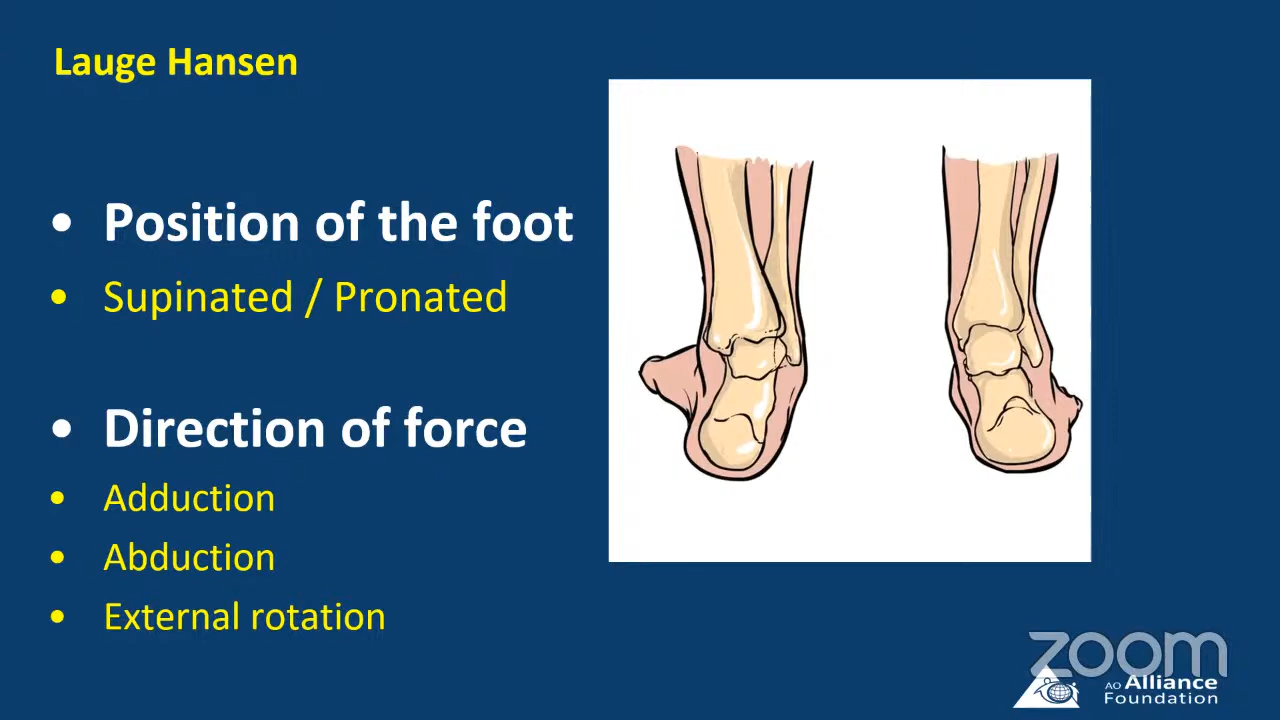 Lauge Hansen
• Position of the foot
• Supinated / Pronated
• Direction of force
• Adduction
• Abduction
• External rotation
zoom
AO Alliance
Foundation